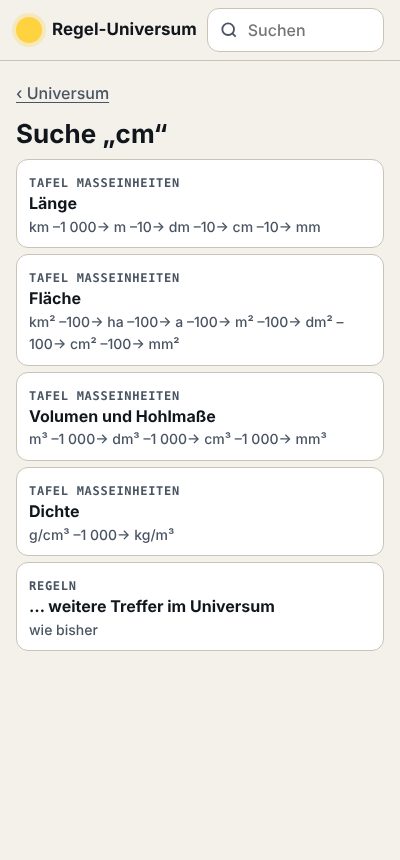 Regel-Universum
Suchen
‹ Universum
Suche „cm“
TAFEL MASSEINHEITEN
Länge
km –1 000→ m –10→ dm –10→ cm –10→ mm
TAFEL MASSEINHEITEN
Fläche
km² –100→ ha –100→ a –100→ m² –100→ dm² –
100→ cm² –100→ mm²
TAFEL MASSEINHEITEN
Volumen und Hohlmaße
m³ –1 000→ dm³ –1 000→ cm³ –1 000→ mm³
TAFEL MASSEINHEITEN
Dichte
g/cm³ –1 000→ kg/m³
REGELN
… weitere Treffer im Universum
wie bisher